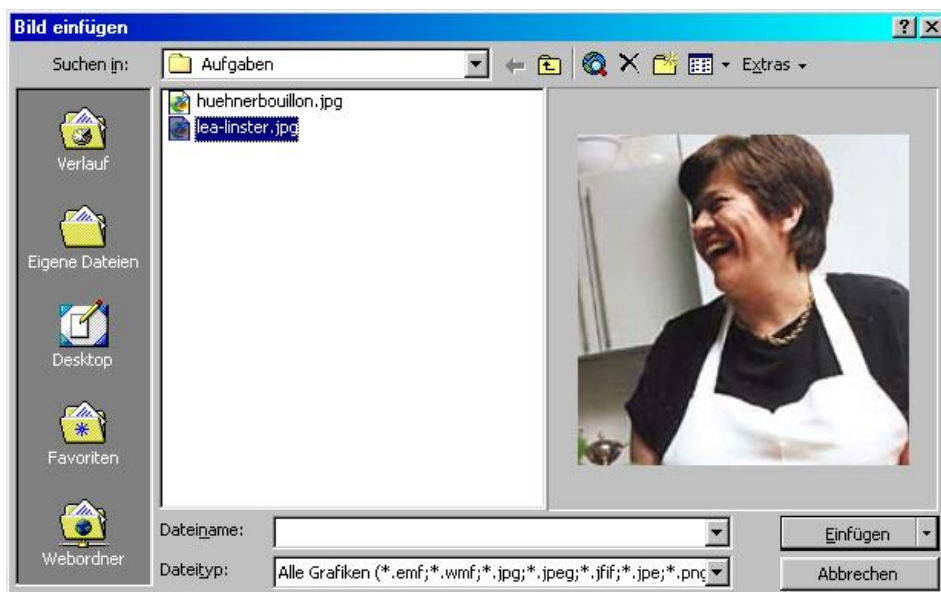 Bild einfügen
Suchen in:
Aufgaben
Extras
Verlauf
Eigene Dateien
Desktop
Favoriten
Webordner
huehnerbouillon.jpg
lea-linster.jpg
Dateiname:
Einfügen
Dateityp:
Alle Grafiken (*.emf;*.wmf;*.jpg;*.jpeg;*.jfif;*.jpe;*.png
Abbrechen